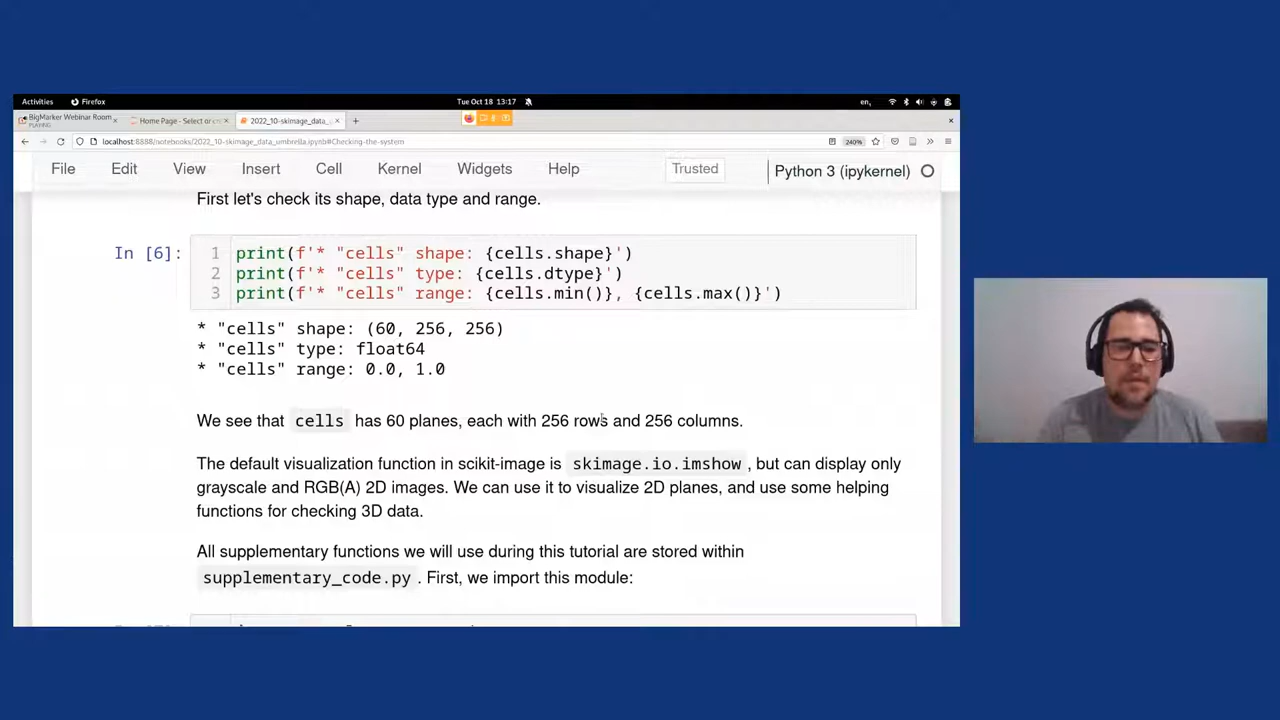 Activities
Firefox
Tue Oct 18 13:17
en
BigMarker Webinar Room
PLAYING
Home Page - Select or cr
2022_10-skimage_data_
localhost:8888/notebooks/2022_10-skimage_data_umbrella.ipynb#Checking-the-system
240%
File Edit View Insert Cell Kernel Widgets Help
Trusted
Python 3 (ipykernel)
First let's check its shape, data type and range.
In [6]:
1 print(f'* "cells" shape: {cells.shape}')
2 print(f'* "cells" type: {cells.dtype}')
3 print(f'* "cells" range: {cells.min()}, {cells.max()}')
* "cells" shape: (60, 256, 256)
* "cells" type: float64
* "cells" range: 0.0, 1.0
We see that cells has 60 planes, each with 256 rows and 256 columns.
The default visualization function in scikit-image is skimage.io.imshow , but can display only
grayscale and RGB(A) 2D images. We can use it to visualize 2D planes, and use some helping
functions for checking 3D data.
All supplementary functions we will use during this tutorial are stored within
supplementary_code.py . First, we import this module: